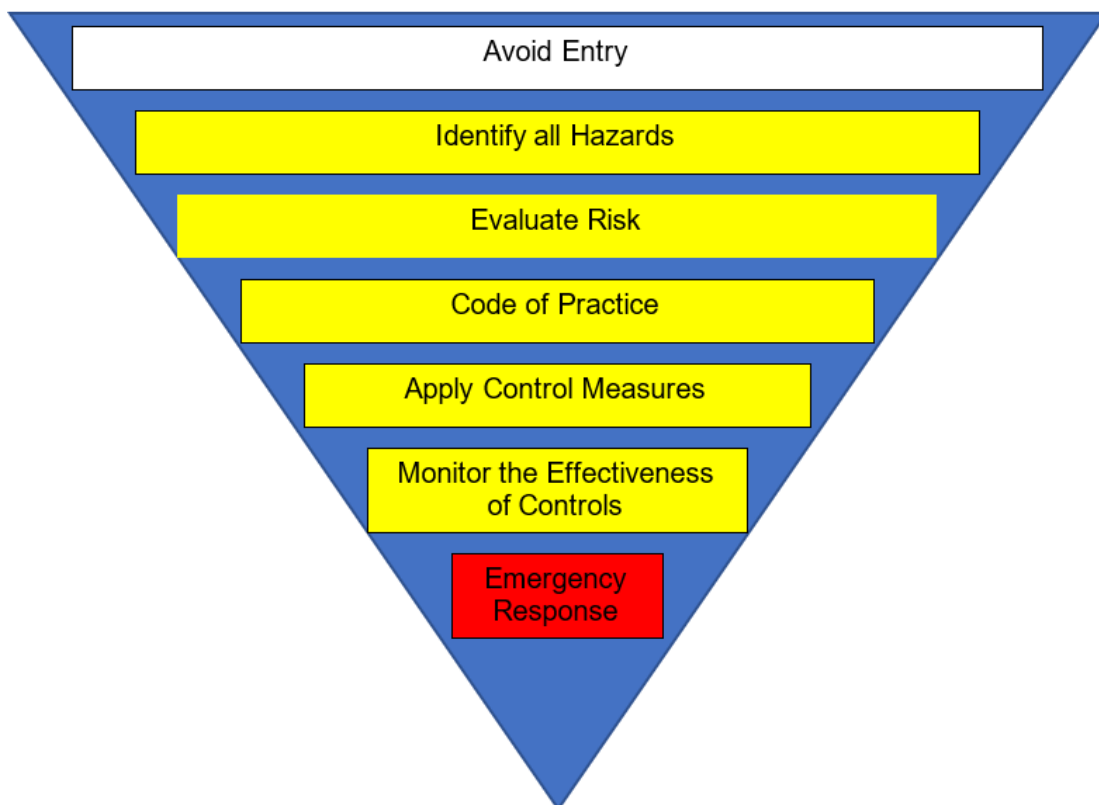 Avoid Entry
Identify all Hazards
Evaluate Risk
Code of Practice
Apply Control Measures
Monitor the Effectiveness
of Controls
Emergency
Response